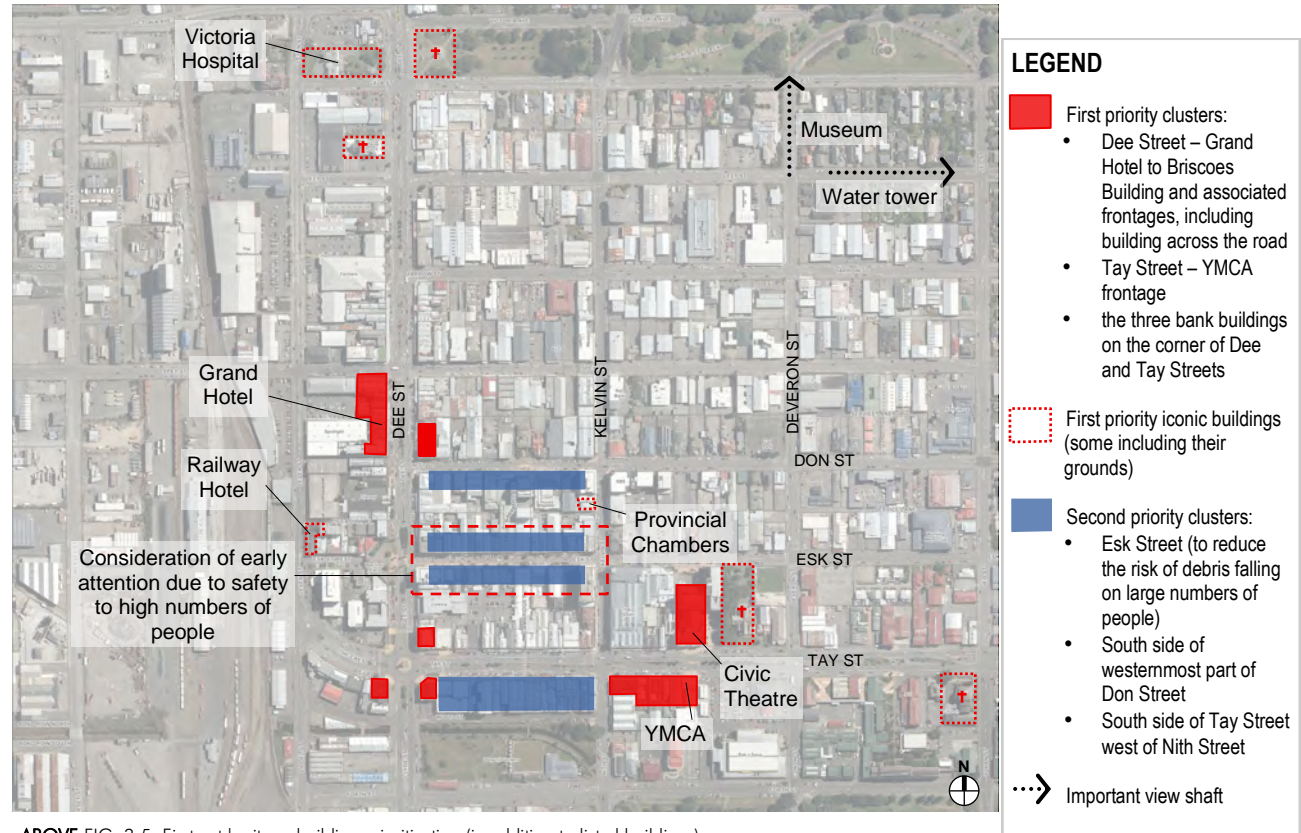 Victoria
Hospital
Museum
Water tower
Grand
Hotel
DEE ST
KELVIN ST
DEVERON ST
DON ST
Railway
Hotel
Provincial
Chambers
Consideration of early
attention due to safety
to high numbers of
people
ESK ST
TAY ST
Civic
Theatre
YMCA
N
LEGEND
First priority clusters:
• Dee Street – Grand
Hotel to Briscoes
Building and associated
frontages, including
building across the road
• Tay Street – YMCA
frontage
• the three bank buildings
on the corner of Dee
and Tay Streets
First priority iconic buildings
(some including their
grounds)
Second priority clusters:
• Esk Street (to reduce
the risk of debris falling
on large numbers of
people)
• South side of
westernmost part of
Don Street
• South side of Tay Street
west of Nith Street
Important view shaft